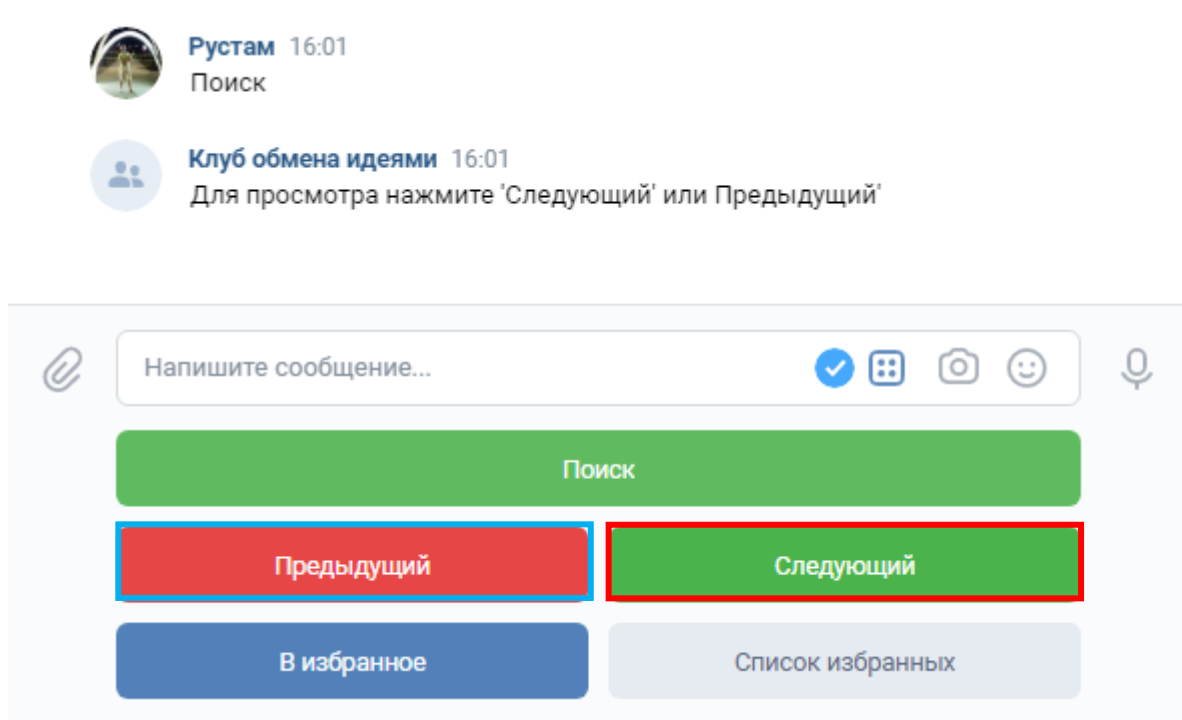 Рустам 16:01
Поиск
Клуб обмена идеями 16:01
Для просмотра нажмите 'Следующий' или Предыдущий'
Напишите сообщение...
Поиск
Предыдущий Следующий
В избранное Список избранных